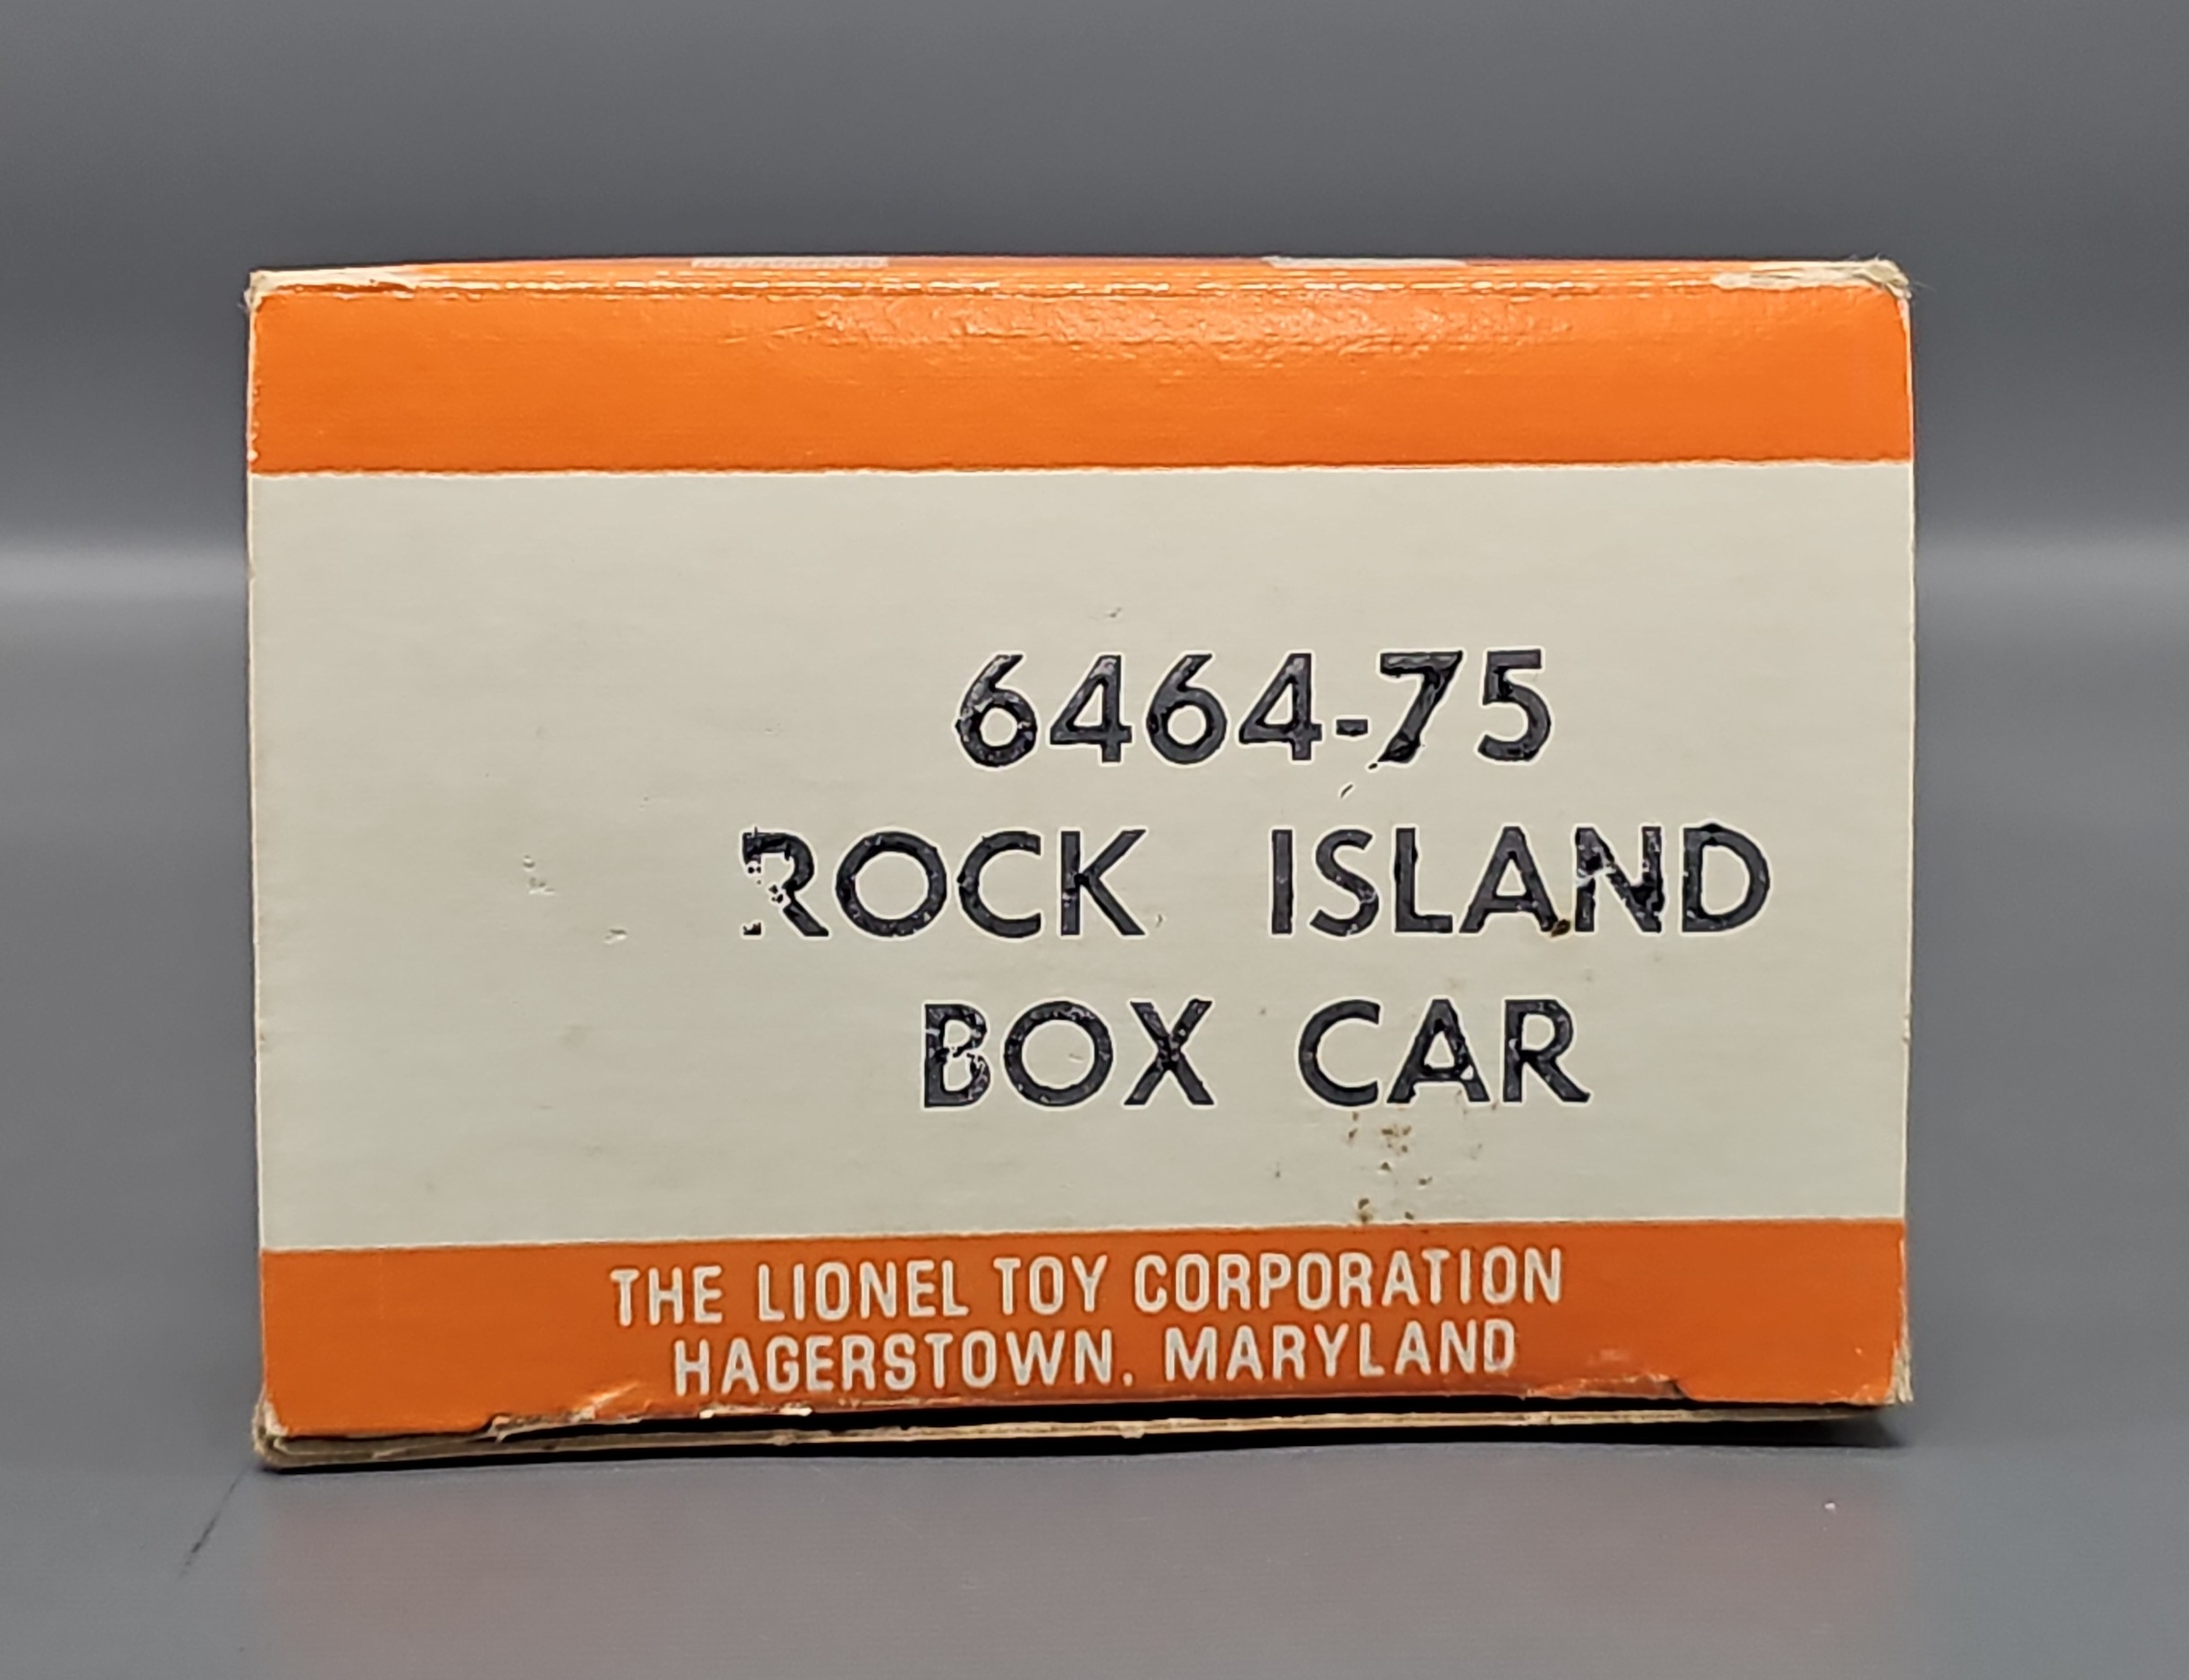 6464-75
ROCK ISLAND
BOX CAR
THE LIONEL TOY CORPORATION
HAGERSTOWN, MARYLAND